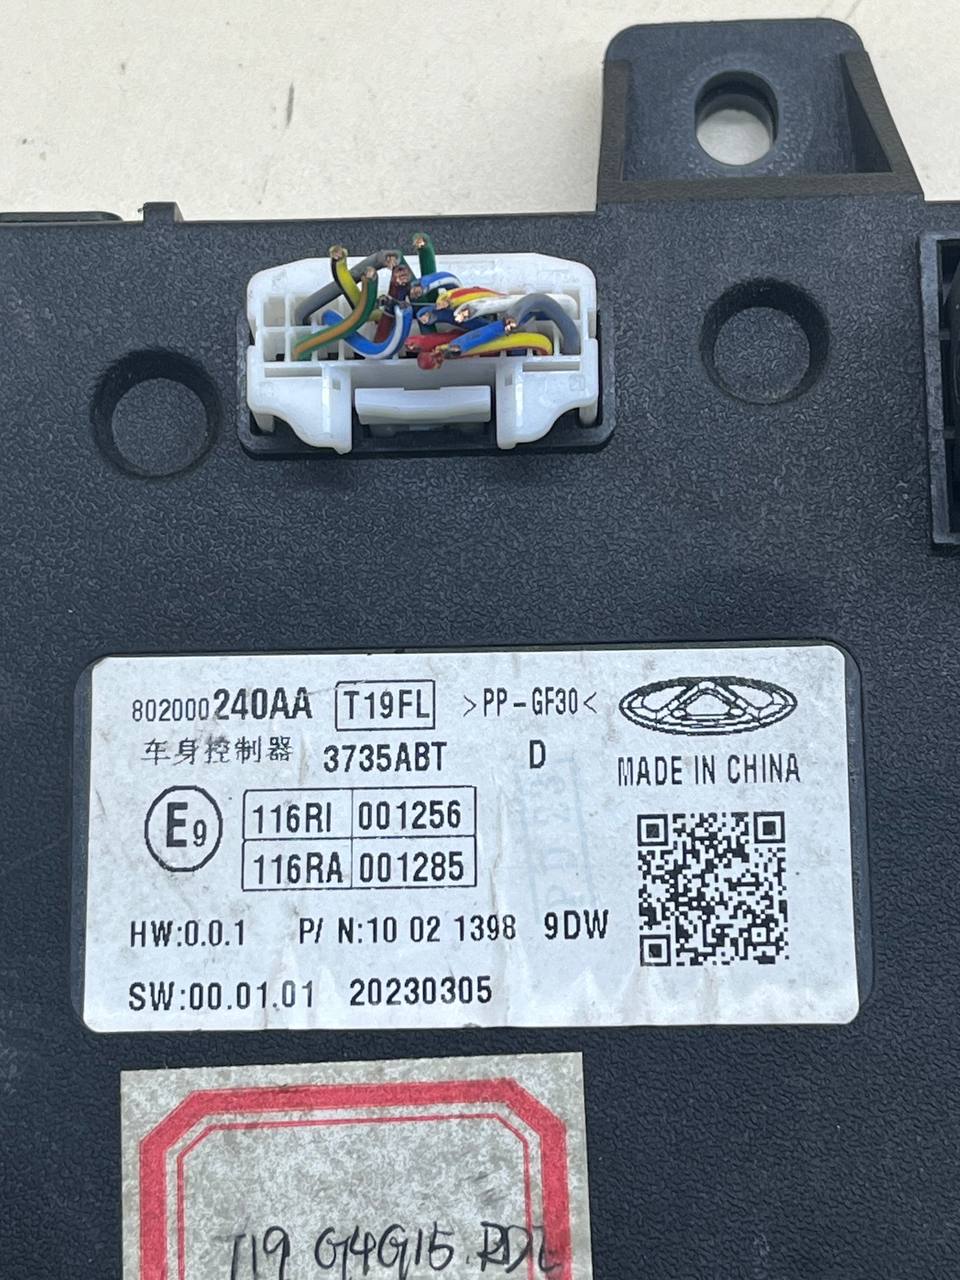 802000240AA T19FL >PP-GF30<
车身控制器 3735ABT D
MADE IN CHINA
E9 116RI 001256
116RA 001285
HW:0.0.1 P/ N:10 02 1398 9DW
SW:00.01.01 20230305
T19 G4G15.